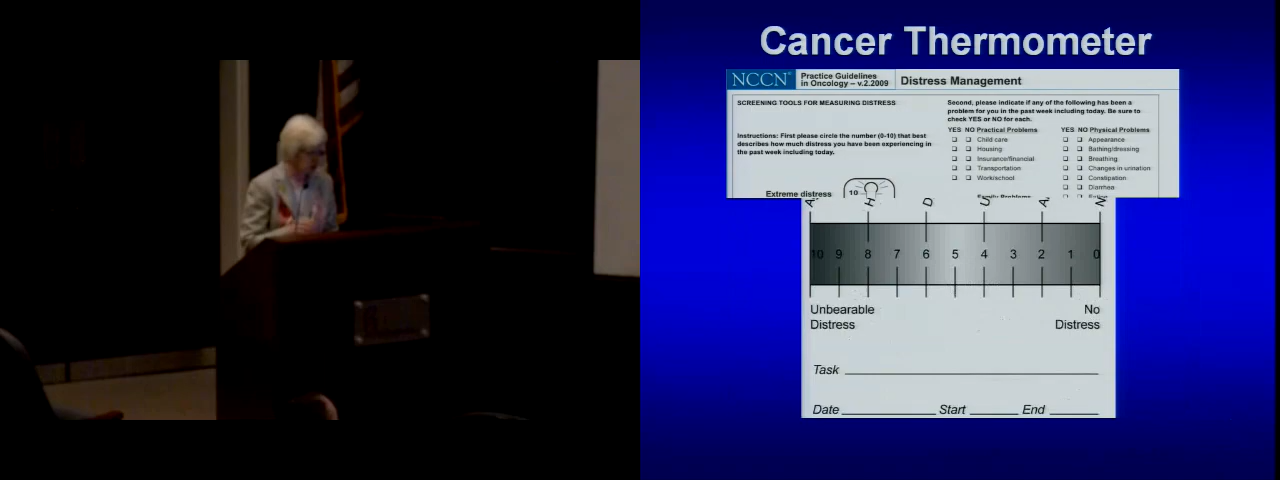 Cancer Thermometer
NCCN®
Practice Guidelines
in Oncology – v.2.2009
Distress Management
SCREENING TOOLS FOR MEASURING DISTRESS
Instructions: First please circle the number (0-10) that best
describes how much distress you have been experiencing in
the past week including today.
Extreme distress
10
Second, please indicate if any of the following has been a
problem for you in the past week including today. Be sure to
check YES or NO for each.
YES NO Practical Problems
Child care
Housing
Insurance/financial
Transportation
Work/school
Family Problems
YES NO Physical Problems
Appearance
Bathing/dressing
Breathing
Changes in urination
Constipation
Diarrhea
Eating
A H D U A N
10 9 8 7 6 5 4 3 2 1 0
Unbearable
Distress
No
Distress
Task
Date Start End